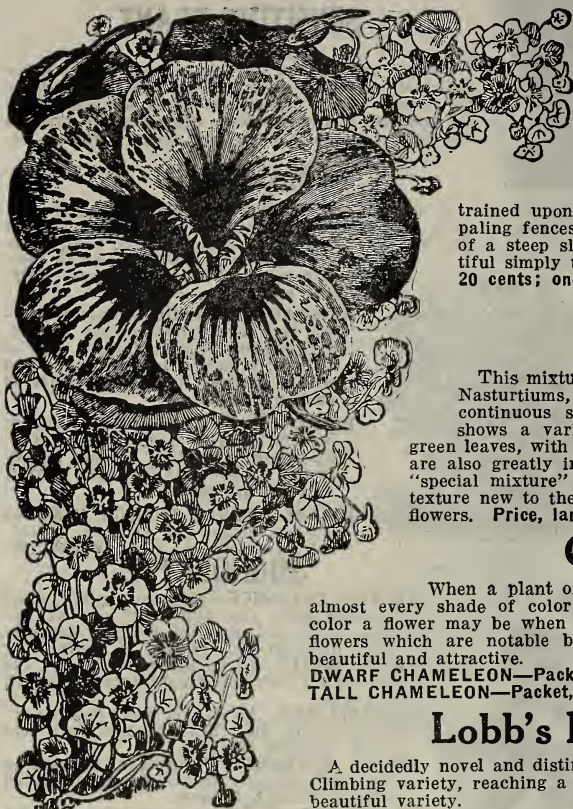 trained upon
paling fences
of a steep sl
tiful simply t
20 cents; on
This mixtu
Nasturtiums,
continuous s
shows a vari
green leaves, with
are also greatly in
"special mixture"
texture new to the
flowers. Price, lar
When a plant o
almost every shade of color
color a flower may be when
flowers which are notable b
beautiful and attractive.
DWARF CHAMELEON—Pack
TALL CHAMELEON—Packet,
Lobb's
A decidedly novel and distin
Climbing variety, reaching a
beautiful variety.